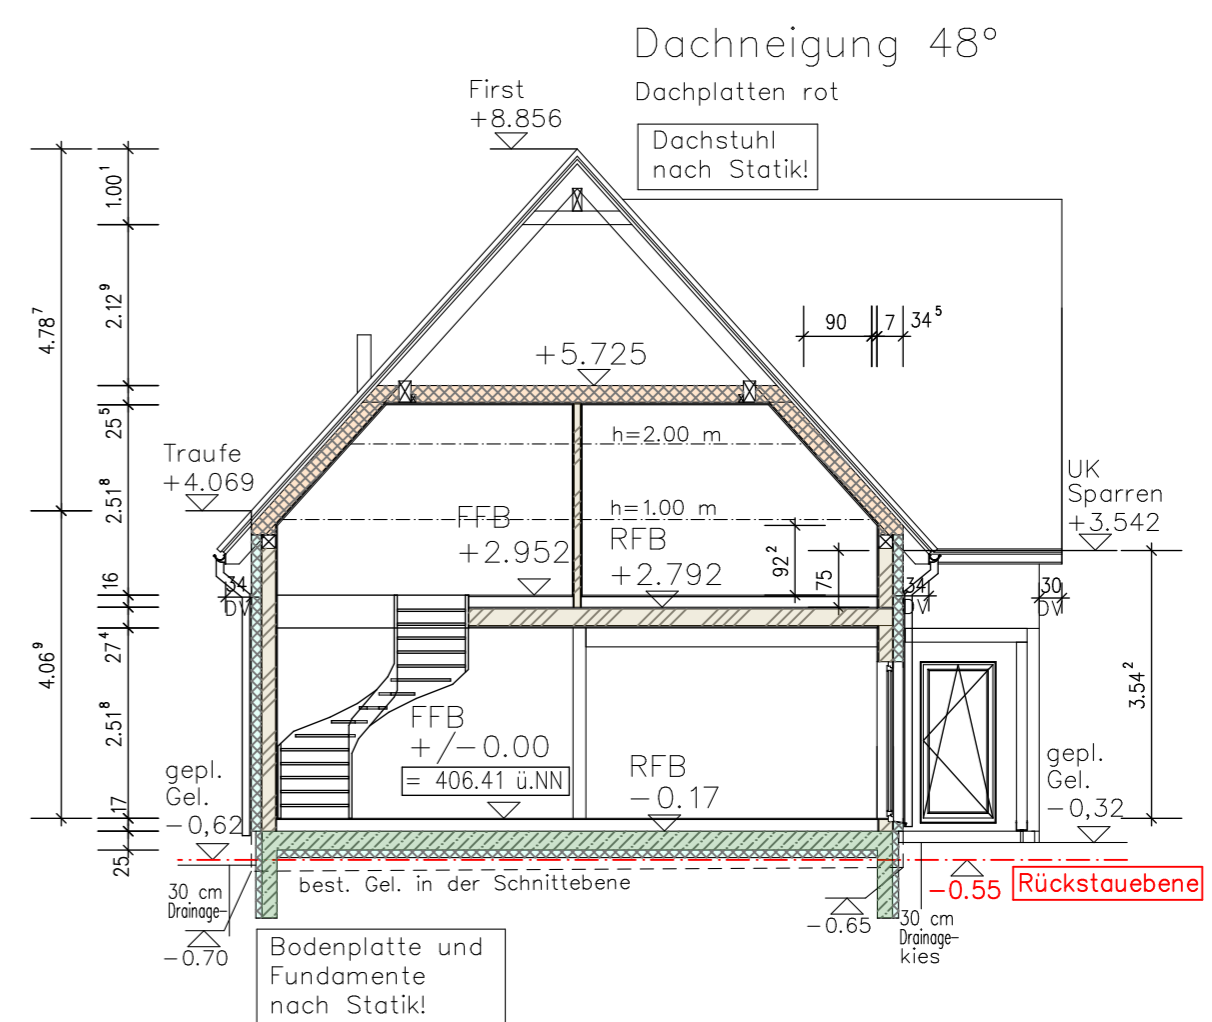 Dachneigung 48°
Dachplatten rot
First
+8.856
Dachstuhl
nach Statik!
1.00¹
2.12⁹
4.78⁷
90
7
34⁵
+5.725
25⁵
h=2.00 m
Traufe
+4.069
UK
Sparren
+3.542
2.51⁸
h=1.00 m
FFB
+2.952
RFB
+2.792
92²
75
16
34
DV
34
DV
30
DV
27⁴
4.06⁹
2.51⁸
3.54²
FFB
+/-0.00
= 406.41 ü.NN
RFB
-0.17
gepl.
Gel.
-0,62
gepl.
Gel.
-0,32
17
25
best. Gel. in der Schnittebene
-0.55
Rückstauebene
30 cm
Drainage-
-0.70
-0.65
30 cm
Drainage-
kies
Bodenplatte und
Fundamente
nach Statik!